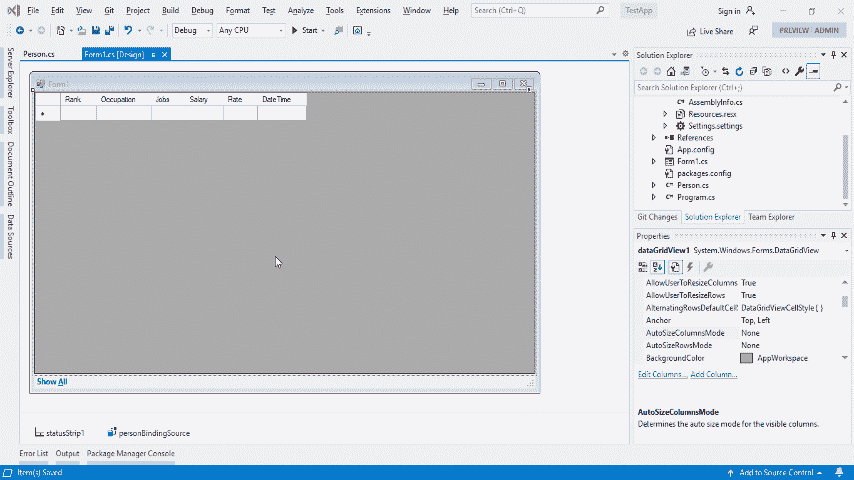 File Edit View Git Project Build Debug Format Test Analyze Tools Extensions Window Help Search (Ctrl+Q) TestApp Sign in
Debug Any CPU Start Live Share PREVIEW ADMIN
Server Explorer
Toolbox
Document Outline
Data Sources
Person.cs Form1.cs [Design]
Form1
Rank Occupation Jobs Salary Rate DateTime
Show All
statusStrip1 personBindingSource
Error List Output Package Manager Console
Item(s) Saved Add to Source Control
Solution Explorer
Search Solution Explorer (Ctrl+;)
AssemblyInfo.cs
Resources.resx
Settings.settings
References
App.config
Form1.cs
packages.config
Person.cs
Program.cs
Git Changes Solution Explorer Team Explorer
Properties
dataGridView1 System.Windows.Forms.DataGridView
AllowUserToResizeColumns True
AllowUserToResizeRows True
AlternatingRowsDefaultCell DataGridViewCellStyle { }
Anchor Top, Left
AutoSizeColumnsMode None
AutoSizeRowsMode None
BackgroundColor AppWorkspace
Edit Columns... Add Column...
AutoSizeColumnsMode
Determines the auto size mode for the visible columns.